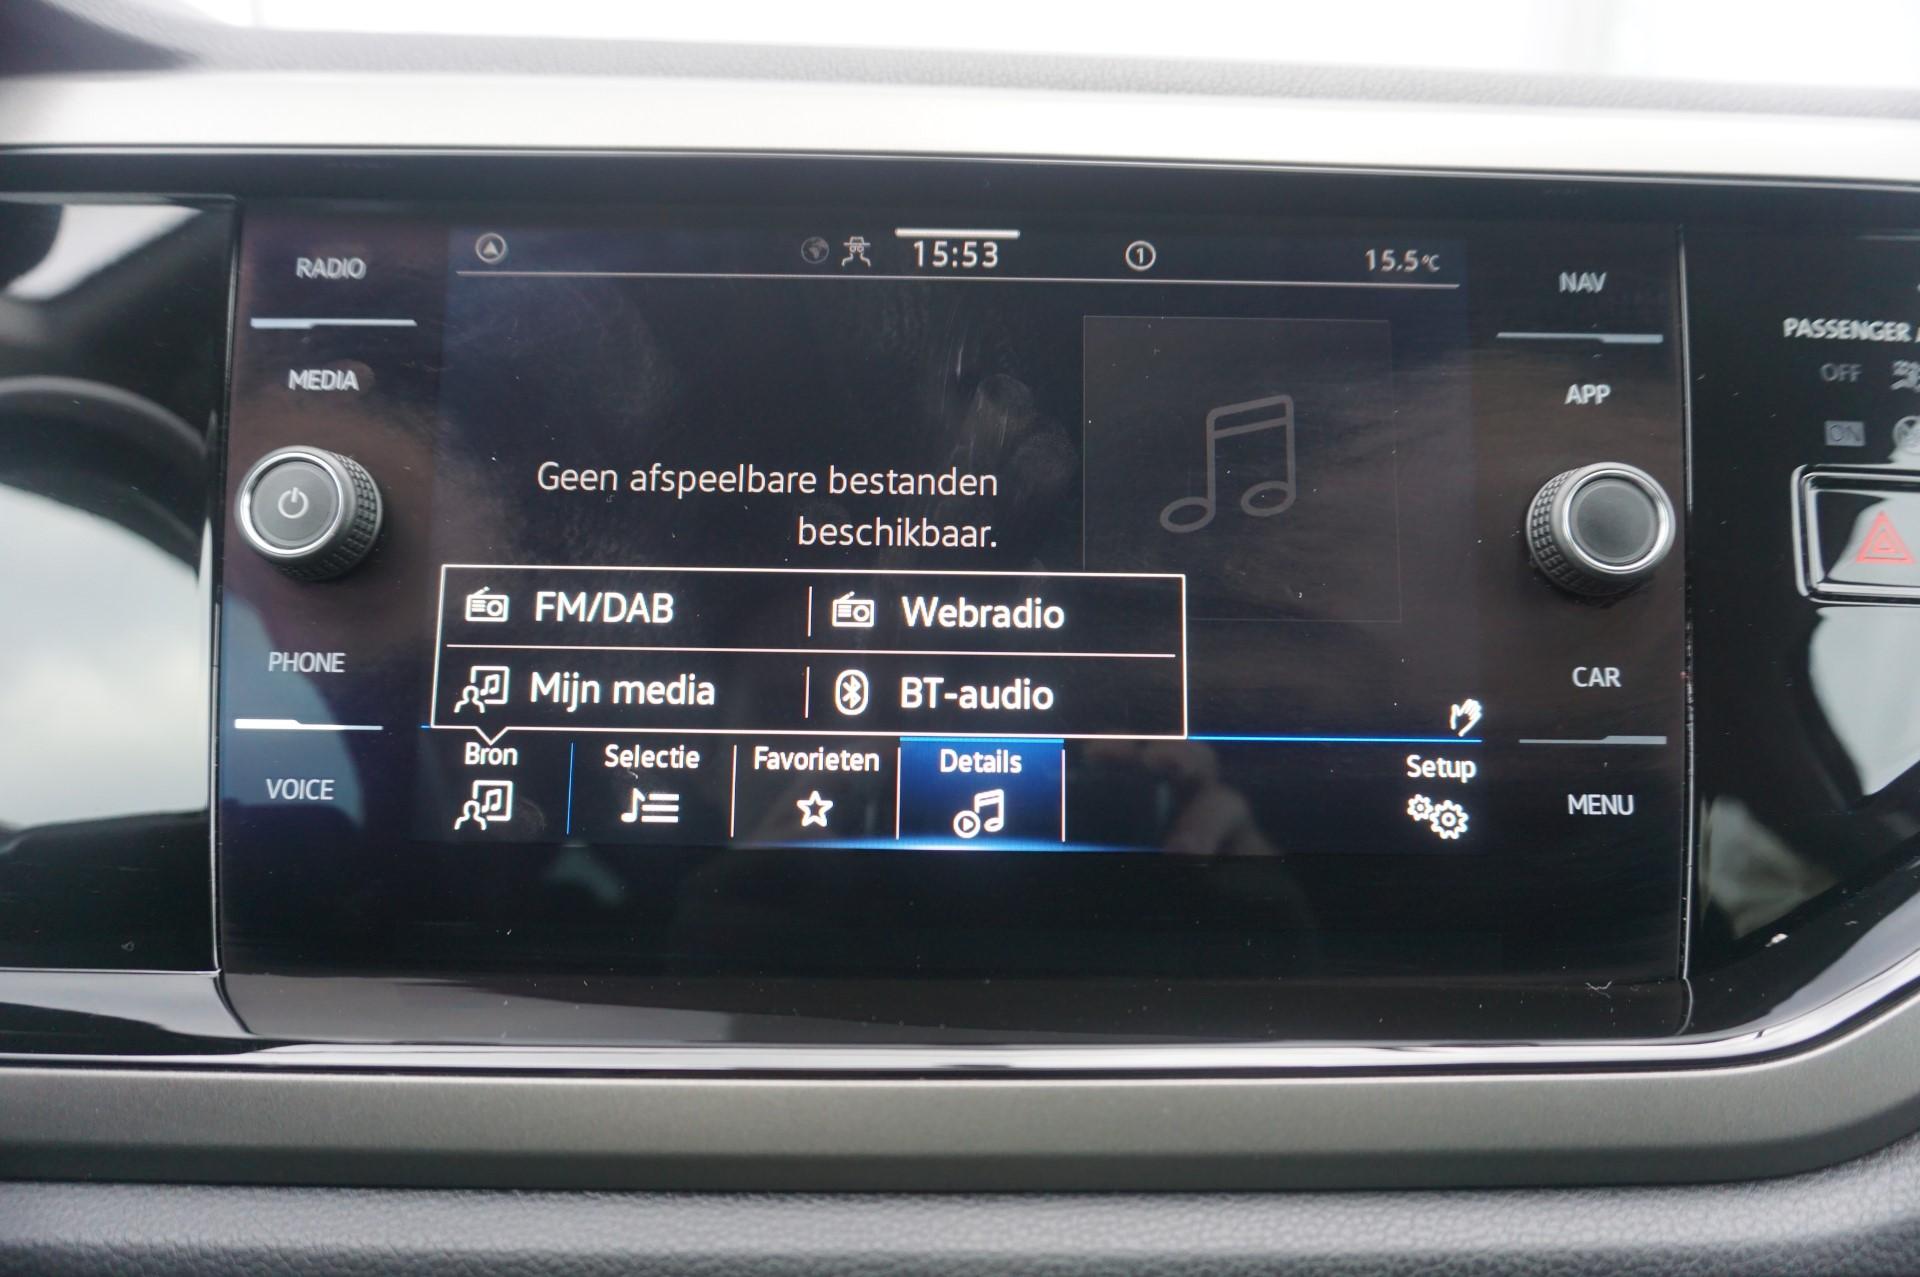 RADIO
MEDIA
PHONE
VOICE
15:53
1
15.5°C
Geen afspeelbare bestanden
beschikbaar.
FM/DAB
Webradio
Mijn media
BT-audio
Bron
Selectie
Favorieten
Details
Setup
NAV
APP
CAR
MENU
PASSENGER
OFF
ON